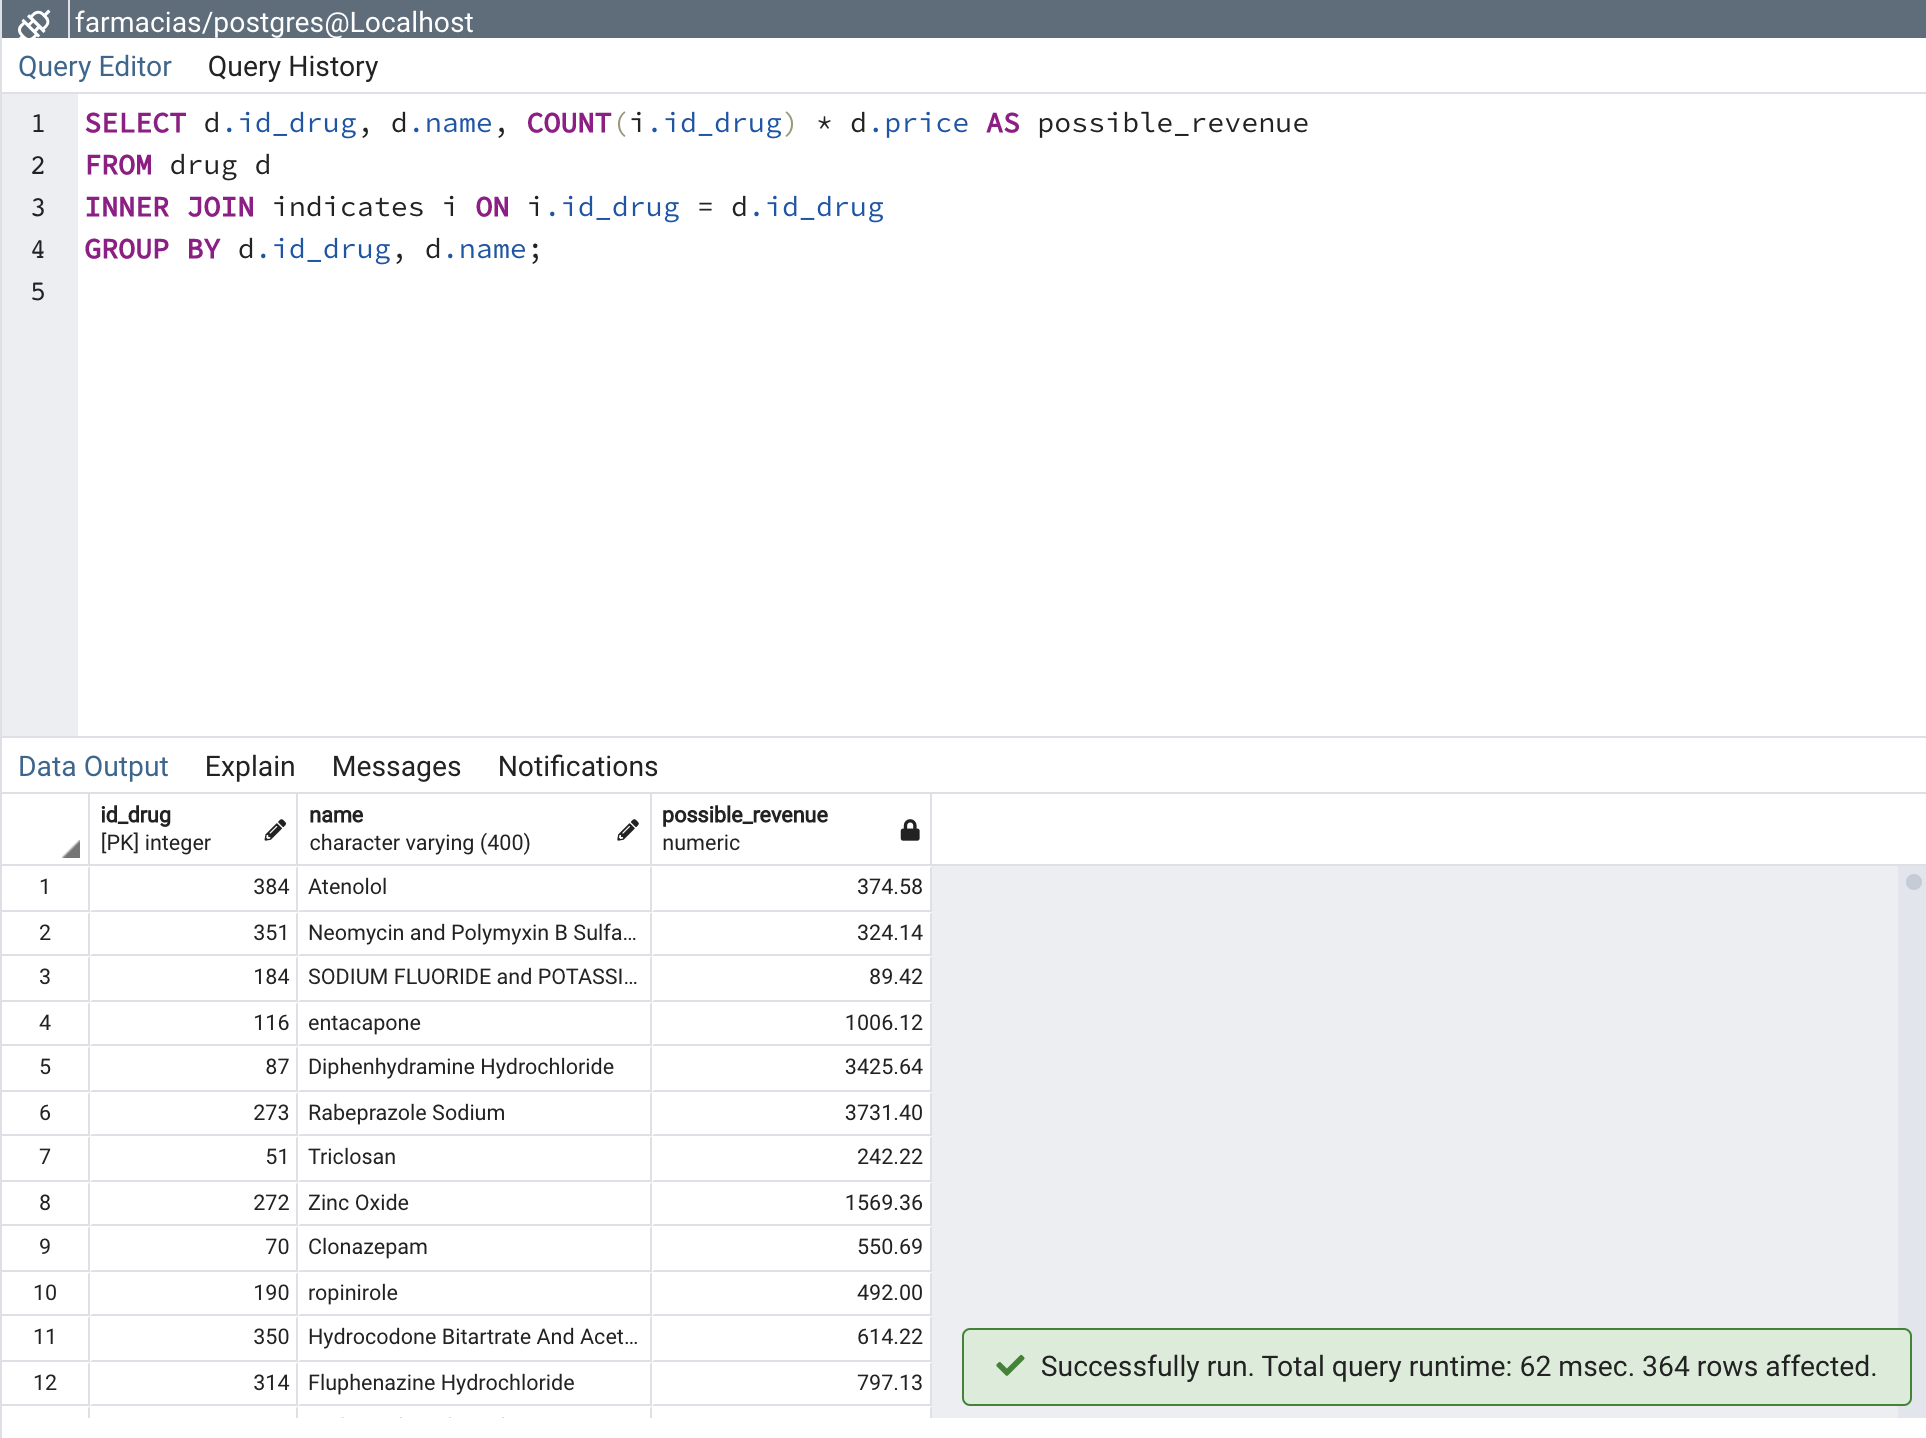 farmacias/postgres@Localhost
Query Editor Query History
1 SELECT d.id_drug, d.name, COUNT(i.id_drug) * d.price AS possible_revenue
2 FROM drug d
3 INNER JOIN indicates i ON i.id_drug = d.id_drug
4 GROUP BY d.id_drug, d.name;
5
Data Output Explain Messages Notifications
id_drug name possible_revenue
[PK] integer character varying (400) numeric
1 384 Atenolol 374.58
2 351 Neomycin and Polymyxin B Sulfa... 324.14
3 184 SODIUM FLUORIDE and POTASSI... 89.42
4 116 entacapone 1006.12
5 87 Diphenhydramine Hydrochloride 3425.64
6 273 Rabeprazole Sodium 3731.40
7 51 Triclosan 242.22
8 272 Zinc Oxide 1569.36
9 70 Clonazepam 550.69
10 190 ropinirole 492.00
11 350 Hydrocodone Bitartrate And Acet... 614.22
12 314 Fluphenazine Hydrochloride 797.13
Successfully run. Total query runtime: 62 msec. 364 rows affected.